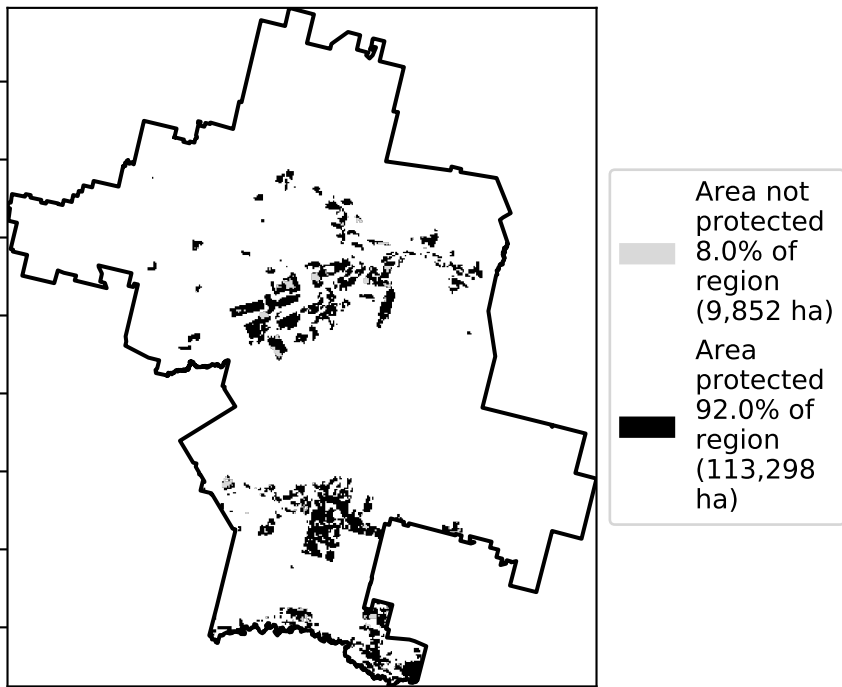 Area not
protected
8.0% of
region
(9,852 ha)
Area
protected
92.0% of
region
(113,298
ha)